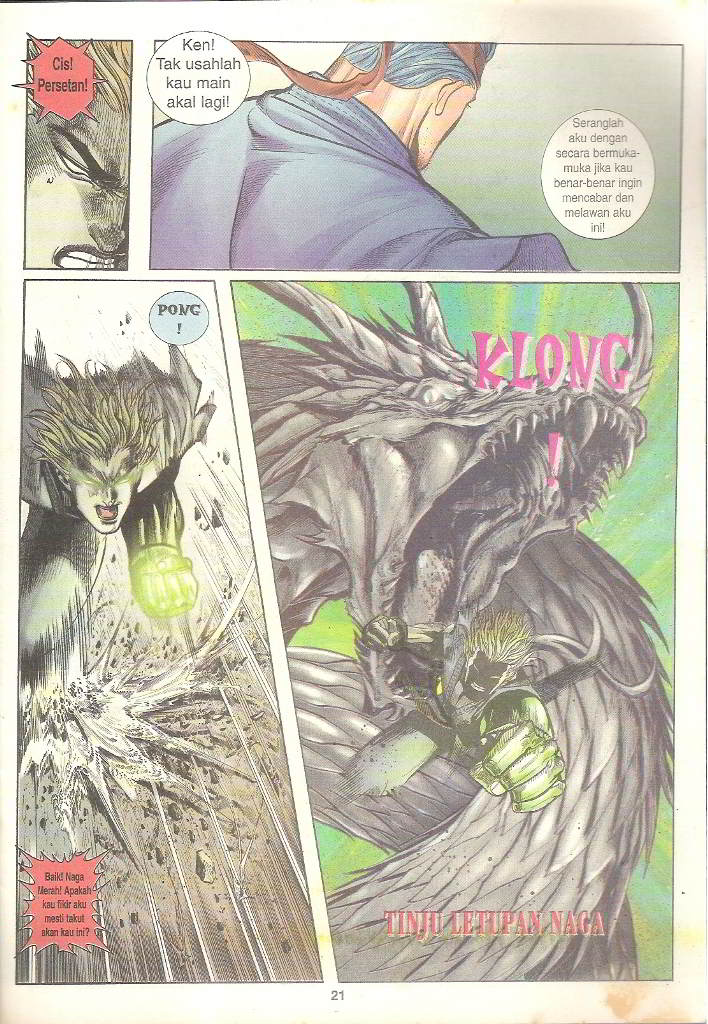 Cis!
Persetan!
Ken!
Tak usahlah
kau main
akal lagi!
Seranglah
aku dengan
secara bermuka-
muka jika kau
benar-benar ingin
mencabar dan
melawan aku
ini!
PONG
!
KLONG
!
Baik! Naga
Merah! Apakah
kau fikir aku
mesti takut
akan kau ini?
TINJU LETUPAN NAGA
21